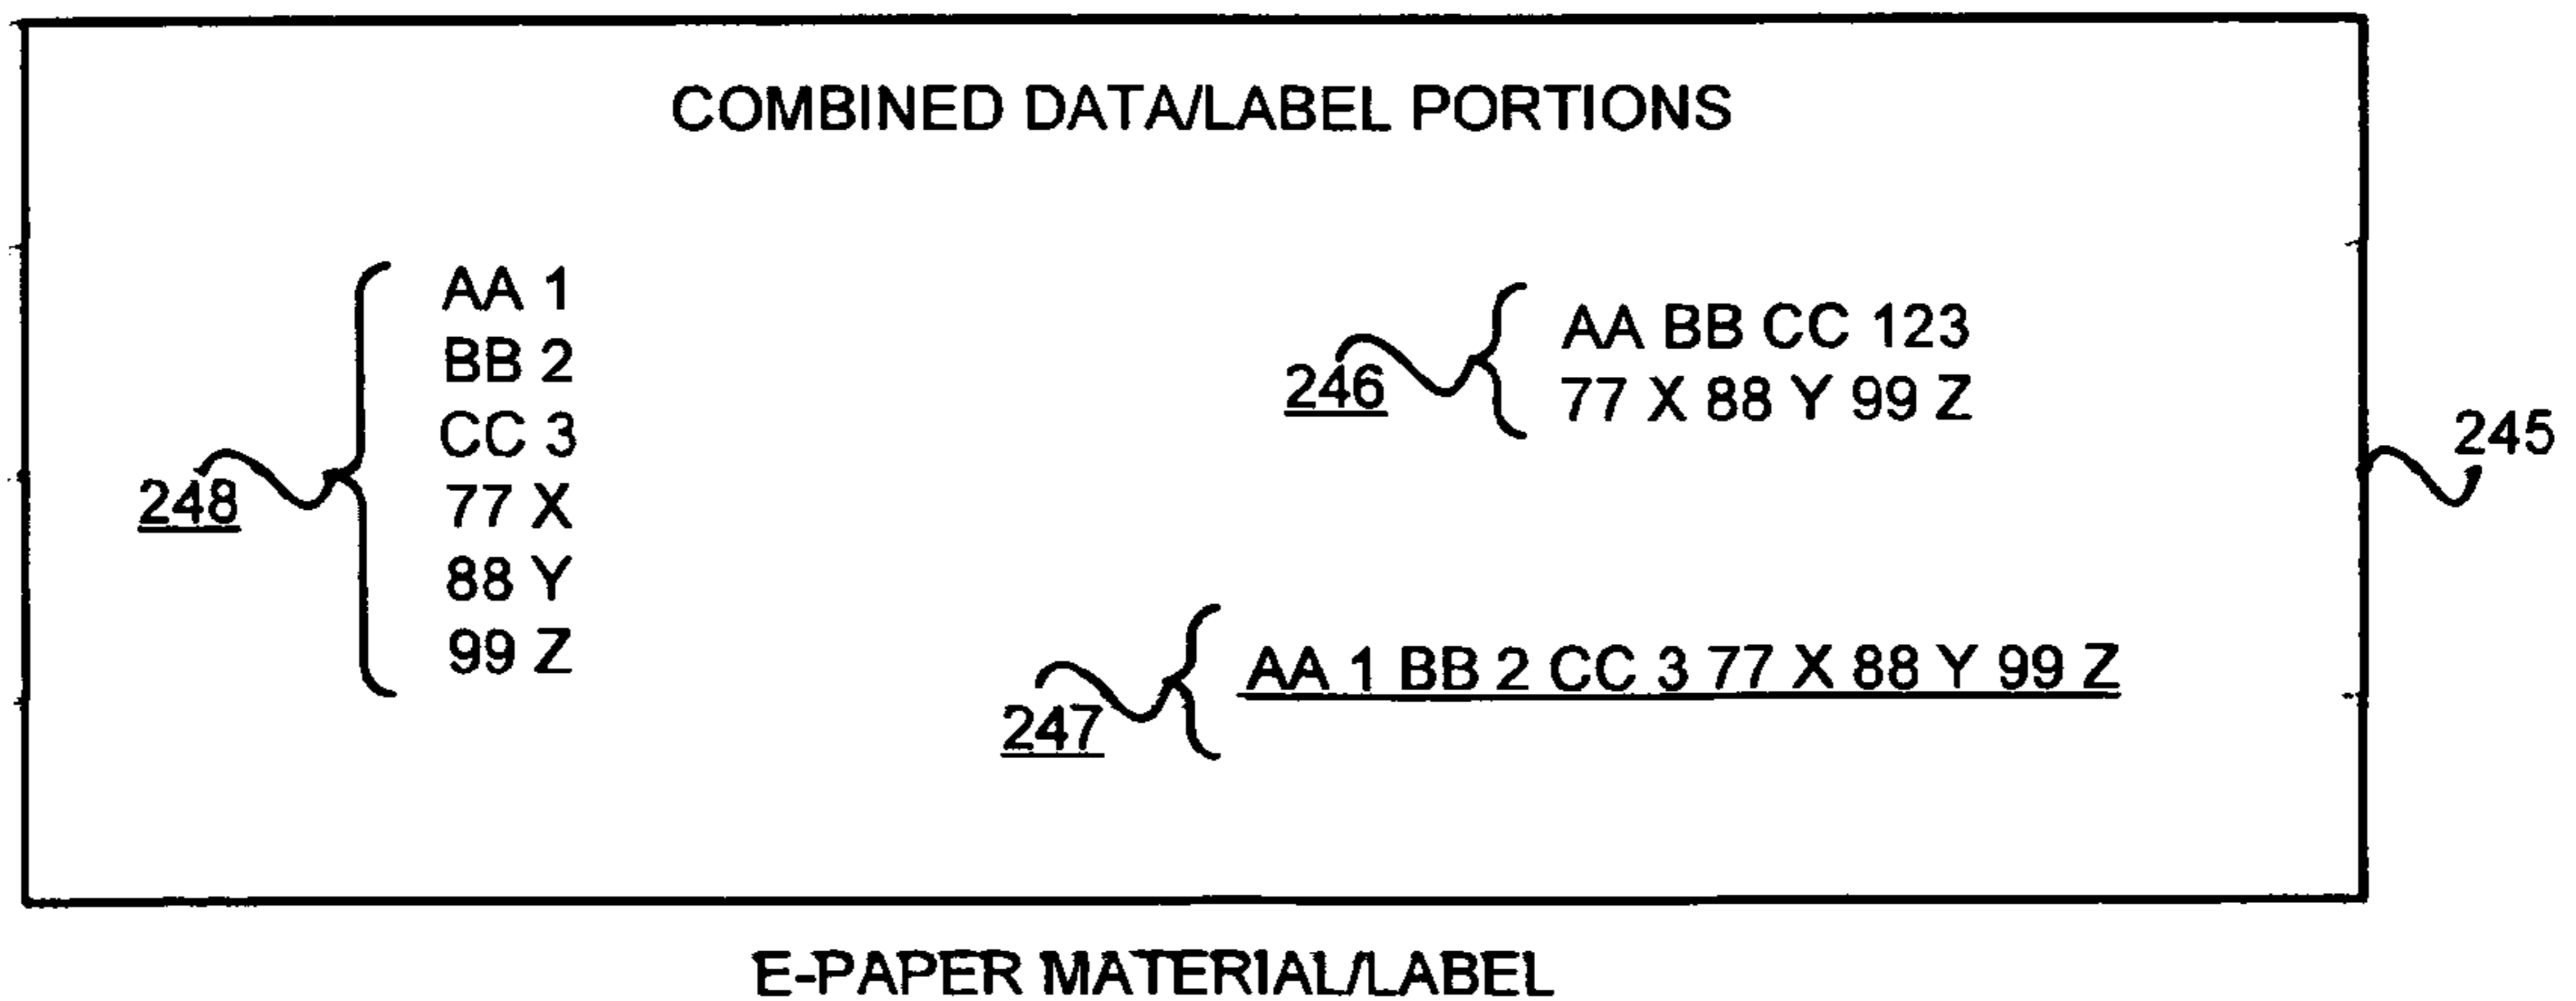 COMBINED DATA/LABEL PORTIONS
AA 1
BB 2
CC 3
77 X
88 Y
99 Z
248
AA BB CC 123
77 X 88 Y 99 Z
246
245
AA 1 BB 2 CC 3 77 X 88 Y 99 Z
247
E-PAPER MATERIAL/LABEL